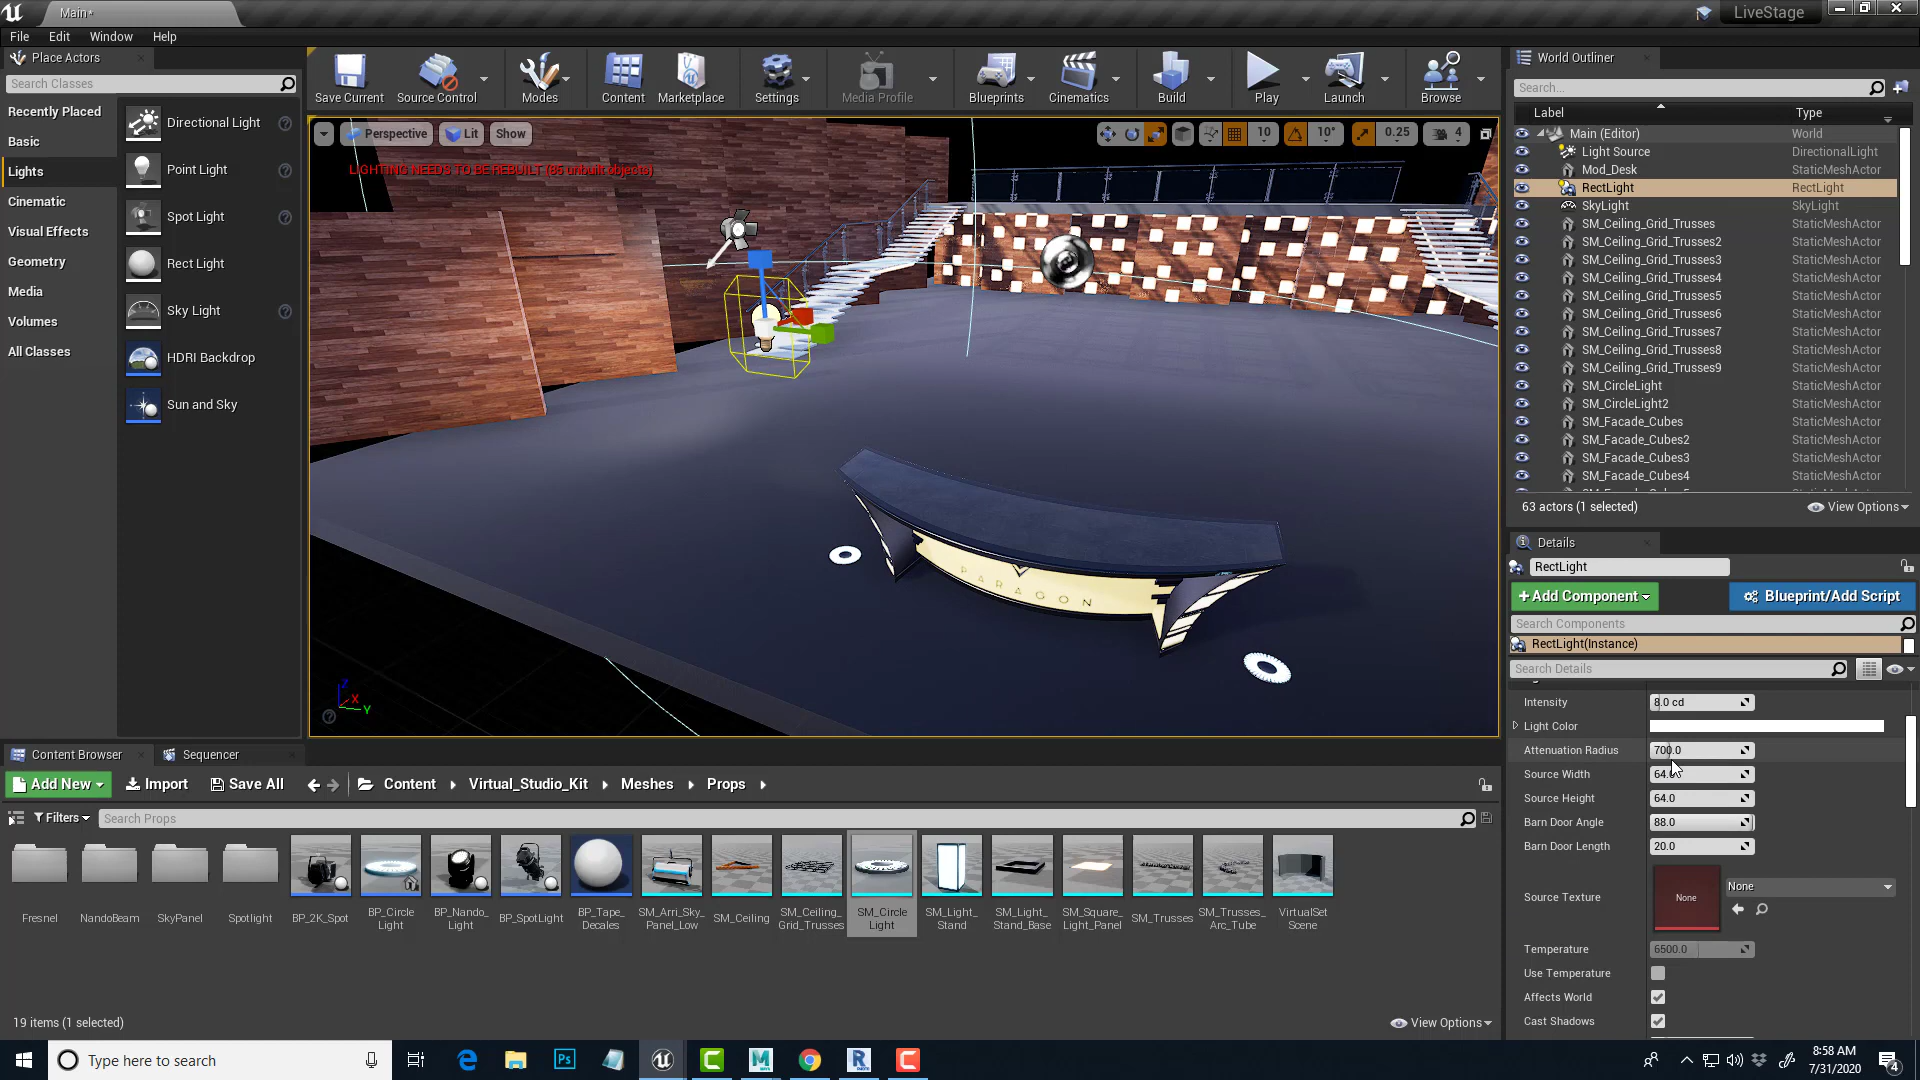 Main*
LiveStage
File Edit Window Help
Place Actors
Search Classes
Recently Placed
Basic
Lights
Cinematic
Visual Effects
Geometry
Media
Volumes
All Classes
Directional Light
Point Light
Spot Light
Rect Light
Sky Light
HDRI Backdrop
Sun and Sky
Save Current
Source Control
Modes
Content
Marketplace
Settings
Media Profile
Blueprints
Cinematics
Build
Play
Launch
Browse
Perspective Lit Show
10 10° 0.25 4
LIGHTING NEEDS TO BE REBUILT (85 unbuilt objects)
PARAGON
Z
X
Y
World Outliner
Search...
Label Type
Main (Editor) World
Light Source DirectionalLight
Mod_Desk StaticMeshActor
RectLight RectLight
SkyLight SkyLight
SM_Ceiling_Grid_Trusses StaticMeshActor
SM_Ceiling_Grid_Trusses2 StaticMeshActor
SM_Ceiling_Grid_Trusses3 StaticMeshActor
SM_Ceiling_Grid_Trusses4 StaticMeshActor
SM_Ceiling_Grid_Trusses5 StaticMeshActor
SM_Ceiling_Grid_Trusses6 StaticMeshActor
SM_Ceiling_Grid_Trusses7 StaticMeshActor
SM_Ceiling_Grid_Trusses8 StaticMeshActor
SM_Ceiling_Grid_Trusses9 StaticMeshActor
SM_CircleLight StaticMeshActor
SM_CircleLight2 StaticMeshActor
SM_Facade_Cubes StaticMeshActor
SM_Facade_Cubes2 StaticMeshActor
SM_Facade_Cubes3 StaticMeshActor
SM_Facade_Cubes4 StaticMeshActor
63 actors (1 selected)
View Options
Details
RectLight
+Add Component
Blueprint/Add Script
Search Components
RectLight(Instance)
Search Details
Intensity 8.0 cd
Light Color
Attenuation Radius 700.0
Source Width
Source Height 64.0
Barn Door Angle 88.0
Barn Door Length 20.0
Source Texture None None
Temperature 6500.0
Use Temperature
Affects World
Cast Shadows
Content Browser
Sequencer
Add New
Import
Save All
Content Virtual_Studio_Kit Meshes Props
Filters
Search Props
Fresnel
NandoBeam
SkyPanel
Spotlight
BP_2K_Spot
BP_Circle
Light
BP_Nando_
Light
BP_SpotLight
BP_Tape_
Decales
SM_Arri_Sky_
Panel_Low
SM_Ceiling
SM_Ceiling_
Grid_Trusses
SM_Circle
Light
SM_Light_
Stand
SM_Light_
Stand_Base
SM_Square_
Light_Panel
SM_Trusses
SM_Trusses_
Arc_Tube
VirtualSet
Scene
19 items (1 selected)
View Options
Type here to search
8:58 AM
7/31/2020
4